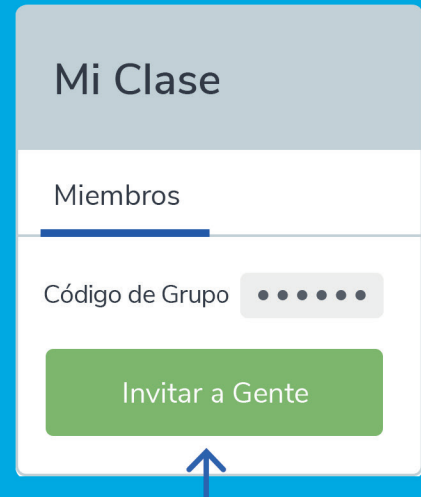 Mi Clase
Miembros
Código de Grupo ••••••
Invitar a Gente